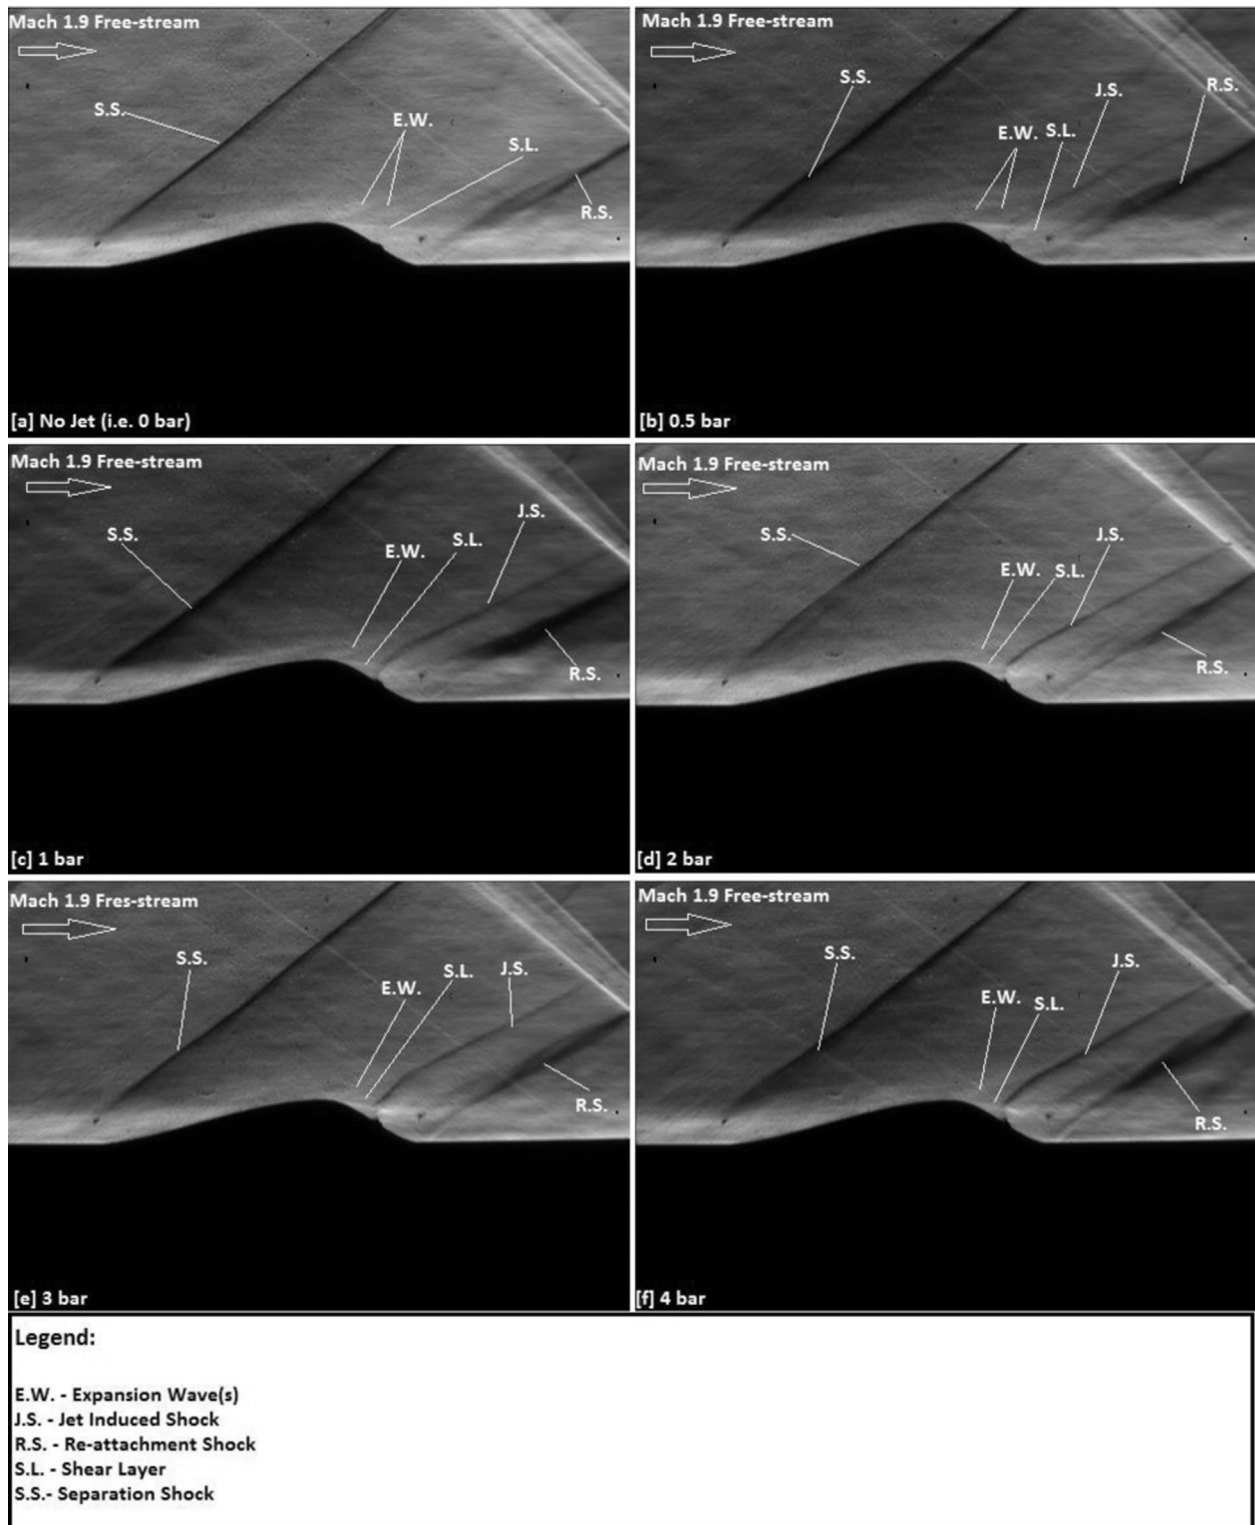 Mach 1.9 Free-stream
S.S.
E.W.
S.L.
R.S.
[a] No Jet (i.e. 0 bar)
Mach 1.9 Free-stream
S.S.
J.S.
R.S.
E.W.
S.L.
[b] 0.5 bar
Mach 1.9 Free-stream
S.S.
E.W.
S.L.
J.S.
R.S.
[c] 1 bar
Mach 1.9 Free-stream
S.S.
J.S.
E.W.
S.L.
R.S.
[d] 2 bar
Mach 1.9 Fres-stream
S.S.
E.W.
S.L.
J.S.
R.S.
[e] 3 bar
Mach 1.9 Free-stream
S.S.
J.S.
E.W.
S.L.
R.S.
[f] 4 bar
Legend:
E.W. - Expansion Wave(s)
J.S. - Jet Induced Shock
R.S. - Re-attachment Shock
S.L. - Shear Layer
S.S.- Separation Shock